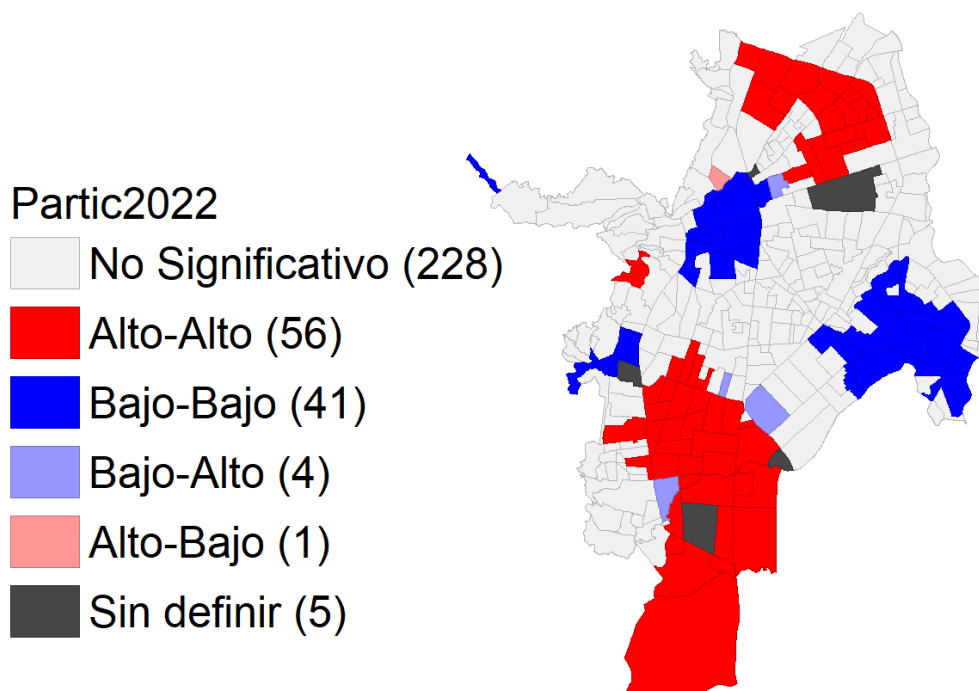 Partic2022
No Significativo (228)
Alto-Alto (56)
Bajo-Bajo (41)
Bajo-Alto (4)
Alto-Bajo (1)
Sin definir (5)